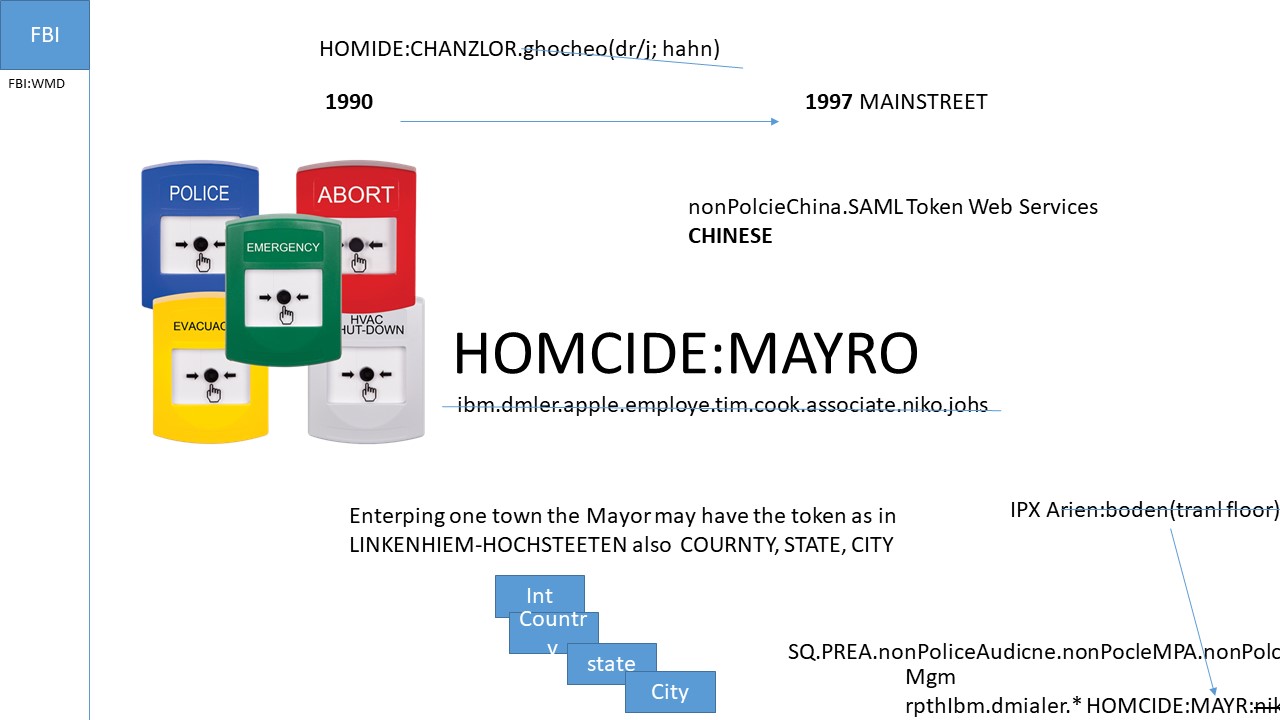 FBI
FBI:WMD
HOMIDE:CHANZLOR.ghocheo(dr/j; hahn)
1990
1997 MAINSTREET
POLICE
ABORT
EMERGENCY
nonPolcieChina.SAML Token Web Services
CHINESE
EVACUAC
HVAC
HUT-DOWN
HOMCIDE:MAYRO
ibm.dmler.apple.employe.tim.cook.associate.niko.johs
Enterping one town the Mayor may have the token as in
LINKENHIEM-HOCHSTEETEN also COURNTY, STATE, CITY
IPX Arien:boden(tranl floor)
Int
Countr
y
state
City
SQ.PREA.nonPoliceAudicne.nonPocleMPA.nonPolc
Mgm
rpthIbm.dmialer.* HOMCIDE:MAYR:nik